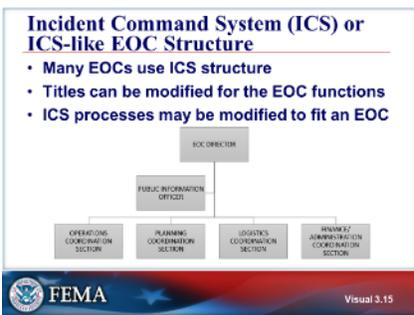 Incident Command System (ICS) or
ICS-like EOC Structure
• Many EOCs use ICS structure
• Titles can be modified for the EOC functions
• ICS processes may be modified to fit an EOC
EOC DIRECTOR
PUBLIC INFORMATION
OFFICER
OPERATIONS
COORDINATION
SECTION
PLANNING
COORDINATION
SECTION
LOGISTICS
COORDINATION
SECTION
FINANCE/
ADMINISTRATION
COORDINATION
SECTION
FEMA
Visual 3.15